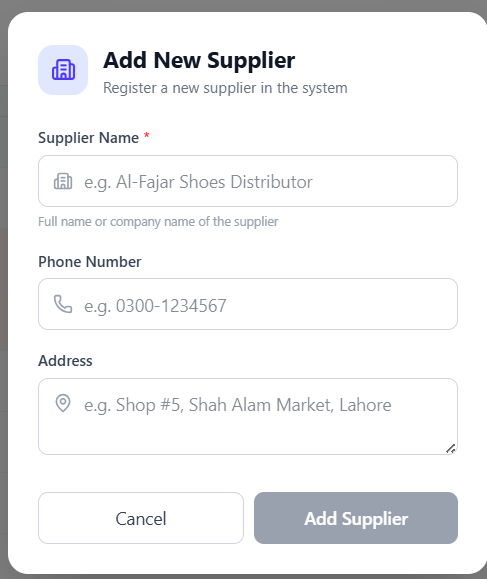 Add New Supplier
Register a new supplier in the system
Supplier Name *
e.g. Al-Fajar Shoes Distributor
Full name or company name of the supplier
Phone Number
e.g. 0300-1234567
Address
e.g. Shop #5, Shah Alam Market, Lahore
Cancel
Add Supplier